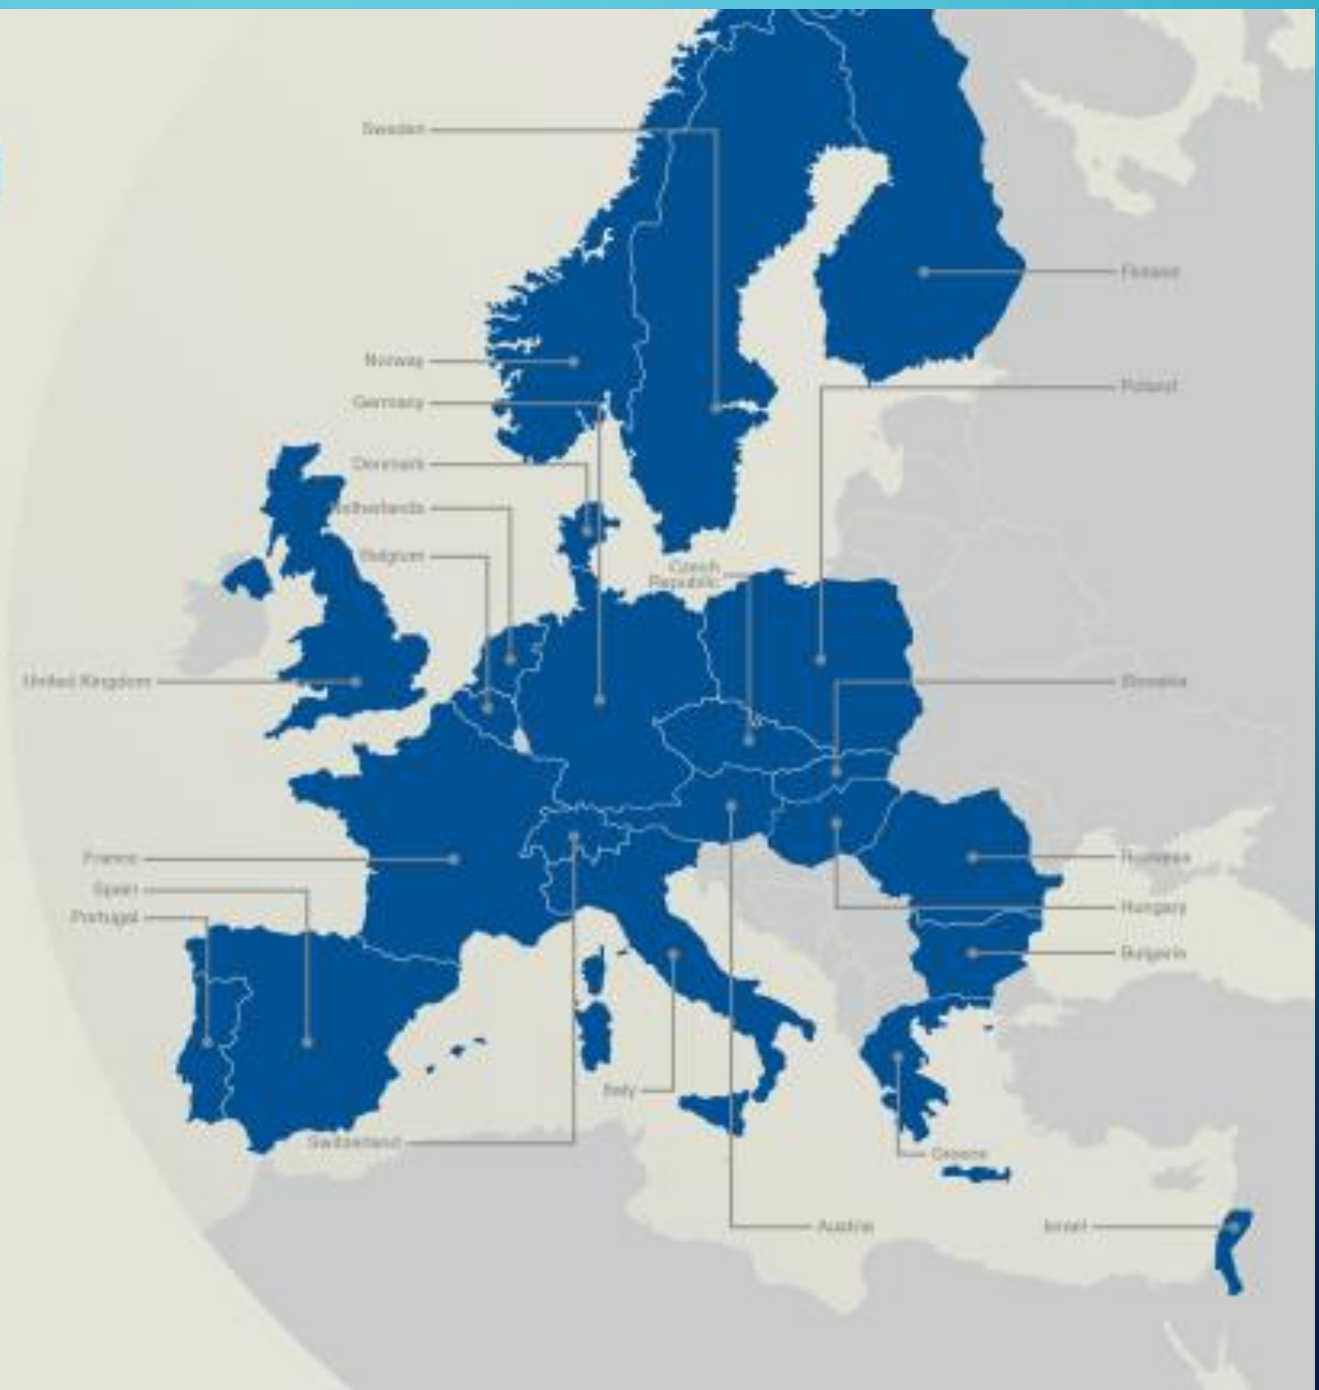 Sweden
Finland
Norway
Poland
Germany
Denmark
Netherlands
Belgium
Czech
Republic
United Kingdom
Slovakia
France
Romania
Spain
Hungary
Portugal
Bulgaria
Italy
Switzerland
Greece
Austria
Israel